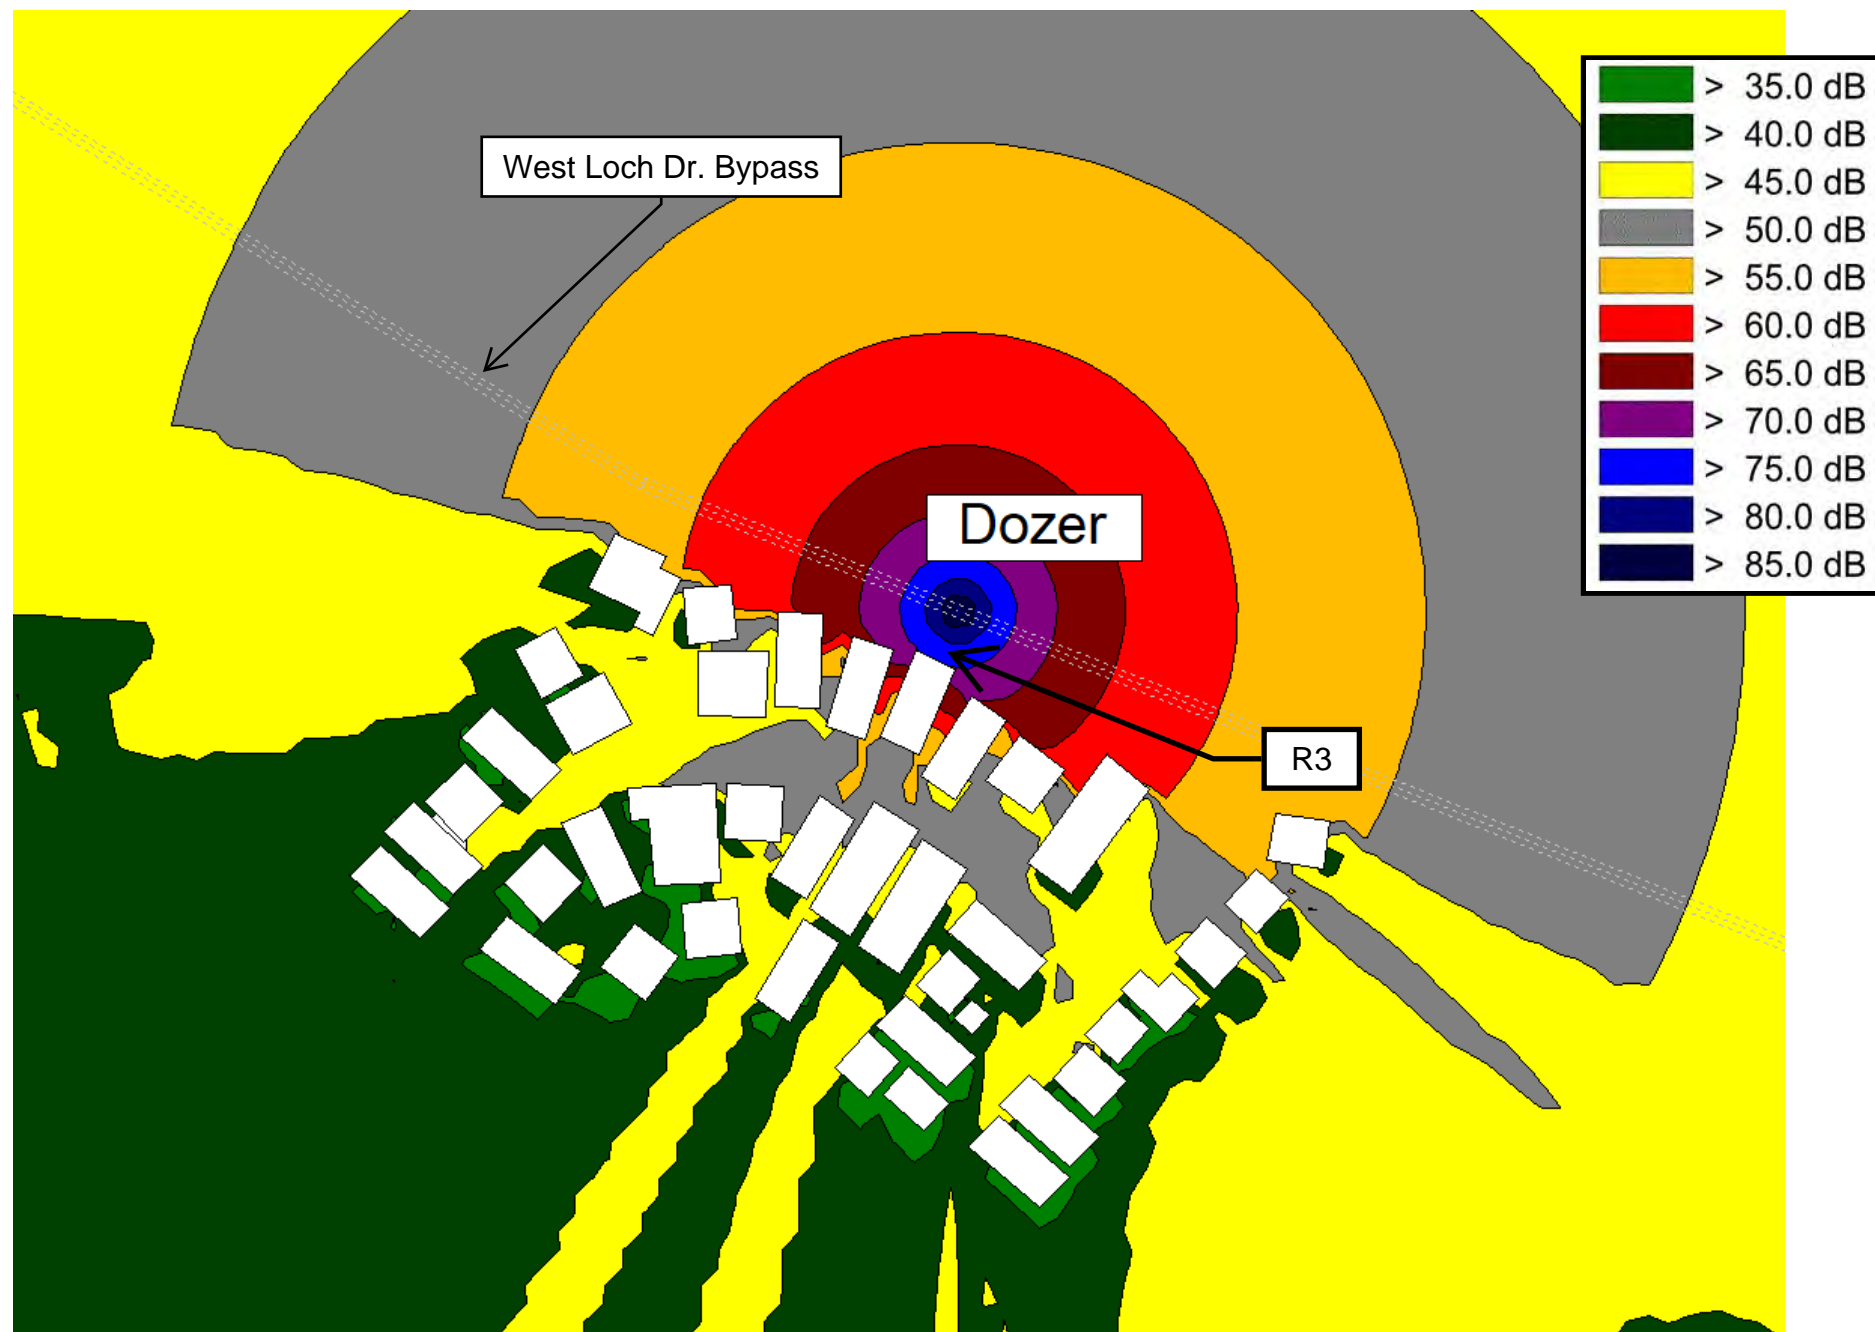 West Loch Dr. Bypass
> 35.0 dB
> 40.0 dB
> 45.0 dB
> 50.0 dB
> 55.0 dB
> 60.0 dB
> 65.0 dB
> 70.0 dB
> 75.0 dB
> 80.0 dB
> 85.0 dB
Dozer
R3